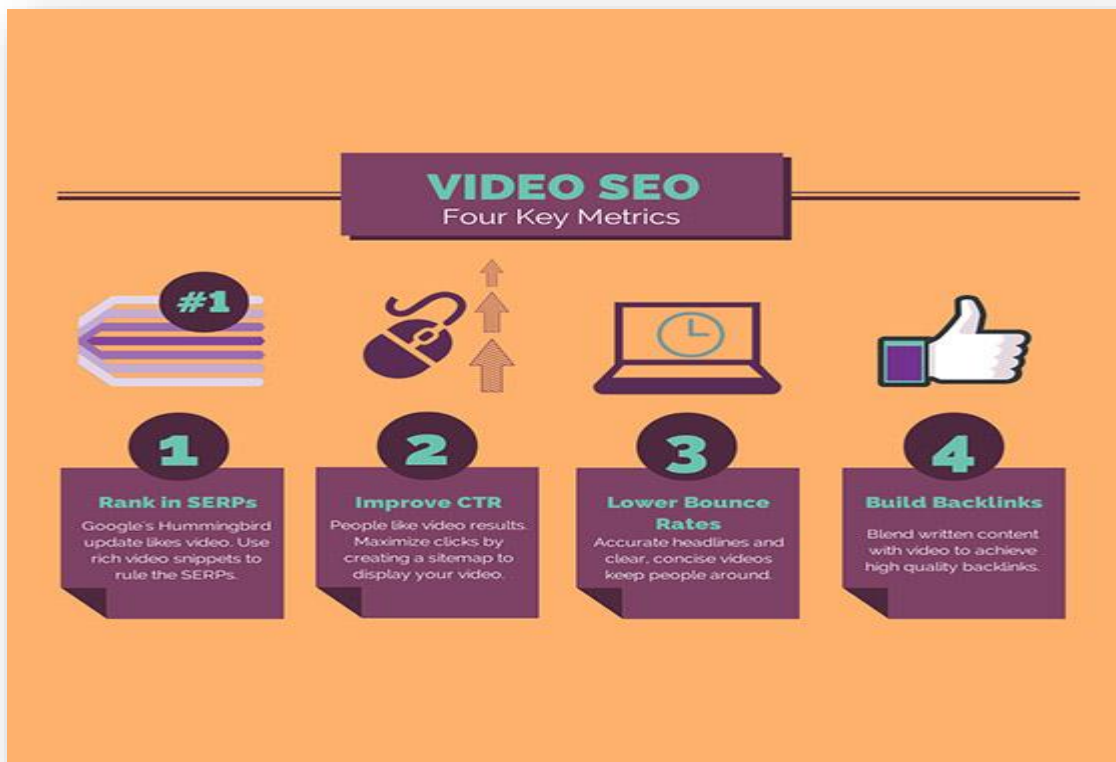 VIDEO SEO
Four Key Metrics
#1
1
Rank in SERPs
Google's Hummingbird
update likes video. Use
rich video snippets to
rule the SERPs.
2
Improve CTR
People like video results.
Maximize clicks by
creating a sitemap to
display your video.
3
Lower Bounce
Rates
Accurate headlines and
clear, concise videos
keep people around.
4
Build Backlinks
Blend written content
with video to achieve
high quality backlinks.